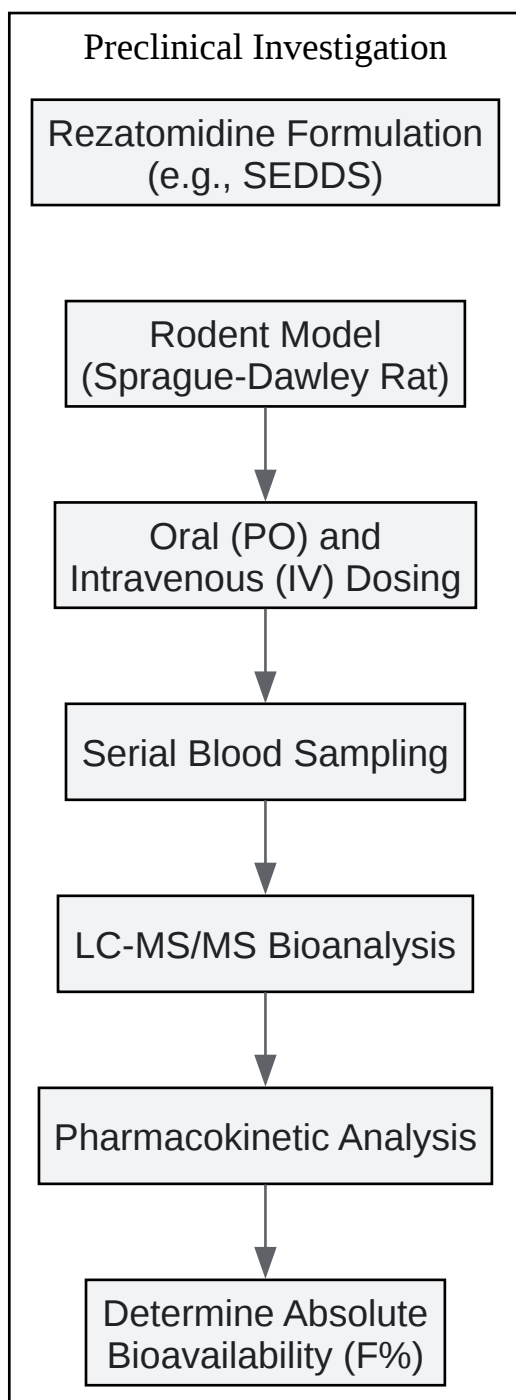 Preclinical Investigation
Rezatomidine Formulation
(e.g., SEDDS)
Rodent Model
(Sprague-Dawley Rat)
Oral (PO) and
Intravenous (IV) Dosing
Serial Blood Sampling
LC-MS/MS Bioanalysis
Pharmacokinetic Analysis
Determine Absolute
Bioavailability (F%)